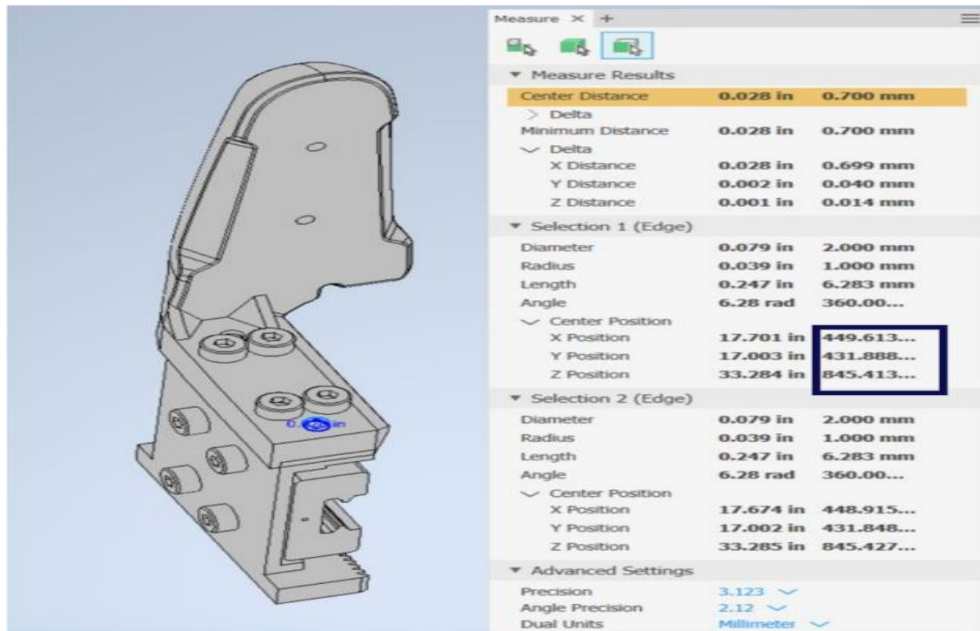 Measure × +
Measure Results
Center Distance 0.028 in 0.700 mm
Delta
Minimum Distance 0.028 in 0.700 mm
Delta
X Distance 0.028 in 0.699 mm
Y Distance 0.002 in 0.040 mm
Z Distance 0.001 in 0.014 mm
Selection 1 (Edge)
Diameter 0.079 in 2.000 mm
Radius 0.039 in 1.000 mm
Length 0.247 in 6.283 mm
Angle 6.28 rad 360.00...
Center Position
X Position 17.701 in 449.613...
Y Position 17.003 in 431.888...
Z Position 33.284 in 845.413...
Selection 2 (Edge)
Diameter 0.079 in 2.000 mm
Radius 0.039 in 1.000 mm
Length 0.247 in 6.283 mm
Angle 6.28 rad 360.00...
Center Position
X Position 17.674 in 448.915...
Y Position 17.002 in 431.848...
Z Position 33.285 in 845.427...
Advanced Settings
Precision 3.123
Angle Precision 2.12
Dual Units Millimeter